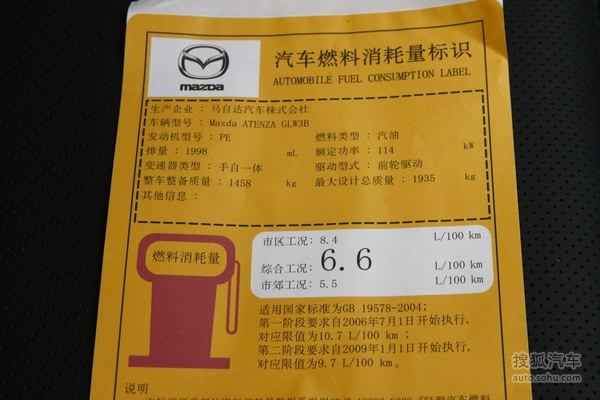 mazda
汽车燃料消耗量标识
AUTOMOBILE FUEL CONSUMPTION LABEL
生产企业 : 马自达汽车株式会社
车辆型号 : Mazda ATENZA GLW3B
发动机型号 : PE 燃料类型 : 汽油
排量 : 1998 mL 额定功率 : 114 kW
变速器类型 : 手自一体 驱动型式 : 前轮驱动
整车整备质量 : 1458 kg 最大设计总质量 : 1935 kg
其他信息 :
燃料消耗量
市区工况: 8.4 L/100 km
综合工况: 6.6 L/100 km
市郊工况: 5.5 L/100 km
适用国家标准为GB 19578-2004;
第一阶段要求自2006年7月1日开始执行,
对应限值为10.7 L/100 km;
第二阶段要求自2009年1月1日开始执行,
对应限值为9.7 L/100 km。
说明
搜狐汽车
auto.sohu.com